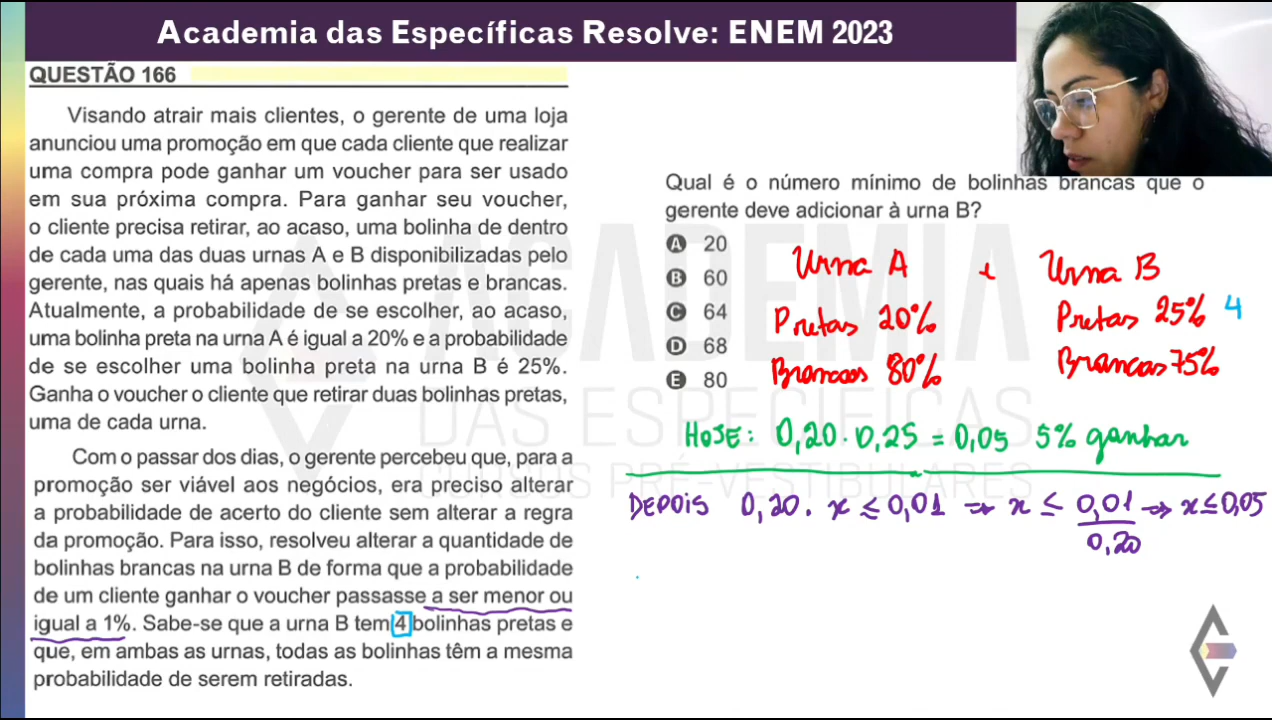 Academia das Específicas Resolve: ENEM 2023
QUESTÃO 166
Visando atrair mais clientes, o gerente de uma loja
anunciou uma promoção em que cada cliente que realizar
uma compra pode ganhar um voucher para ser usado
em sua próxima compra. Para ganhar seu voucher,
o cliente precisa retirar, ao acaso, uma bolinha de dentro
de cada uma das duas urnas A e B disponibilizadas pelo
gerente, nas quais há apenas bolinhas pretas e brancas.
Atualmente, a probabilidade de se escolher, ao acaso,
uma bolinha preta na urna A é igual a 20% e a probabilidade
de se escolher uma bolinha preta na urna B é 25%.
Ganha o voucher o cliente que retirar duas bolinhas pretas,
uma de cada urna.
Com o passar dos dias, o gerente percebeu que, para a
promoção ser viável aos negócios, era preciso alterar
a probabilidade de acerto do cliente sem alterar a regra
da promoção. Para isso, resolveu alterar a quantidade de
bolinhas brancas na urna B de forma que a probabilidade
de um cliente ganhar o voucher passasse a ser menor ou
igual a 1%. Sabe-se que a urna B tem 4 bolinhas pretas e
que, em ambas as urnas, todas as bolinhas têm a mesma
probabilidade de serem retiradas.
Qual é o número mínimo de bolinhas brancas que o
gerente deve adicionar à urna B?
A 20
B 60
C 64
D 68
E 80
Urna A e Urna B
Pretas 20% Pretas 25% 4
Brancas 80% Brancas 75%
HOJE: 0,20 . 0,25 = 0,05 5% ganhar
DEPOIS 0,20 . x ≤ 0,01 ⇒ x ≤ 0,01/0,20 ⇒ x ≤ 0,05
ACADEMIA
DAS ESPECÍFICAS
CURSOS PRÉ-VESTIBULARES